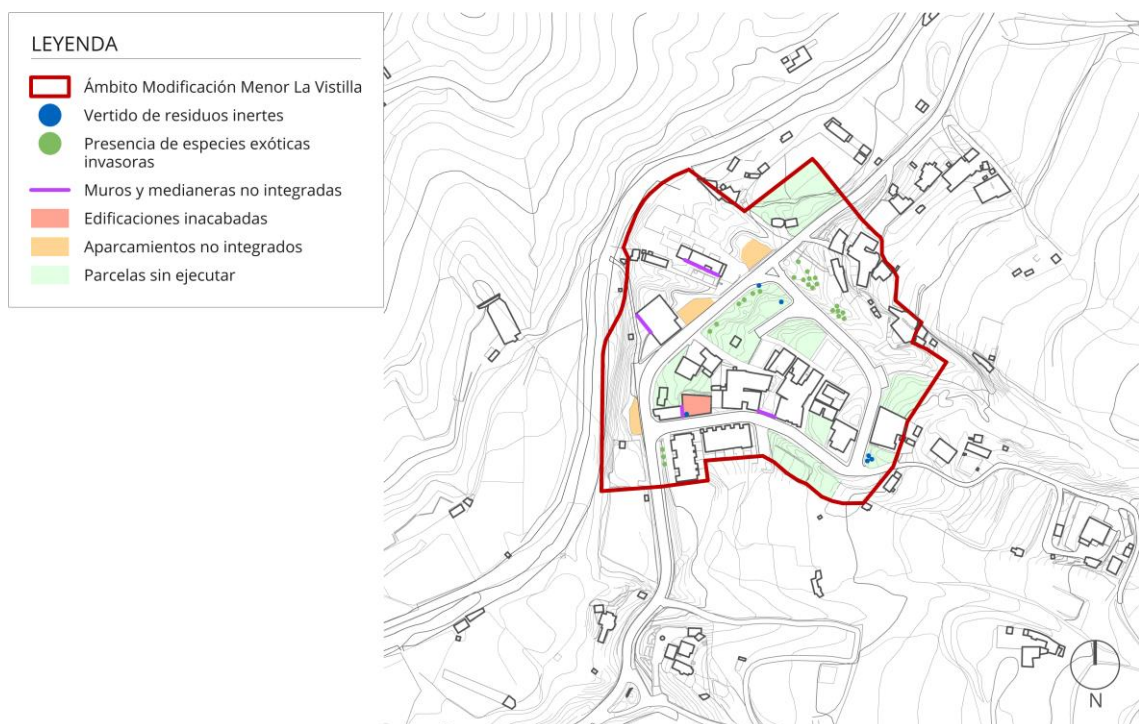 LEYENDA
Ámbito Modificación Menor La Vistilla
Vertido de residuos inertes
Presencia de especies exóticas
invasoras
Muros y medianeras no integradas
Edificaciones inacabadas
Aparcamientos no integrados
Parcelas sin ejecutar
N